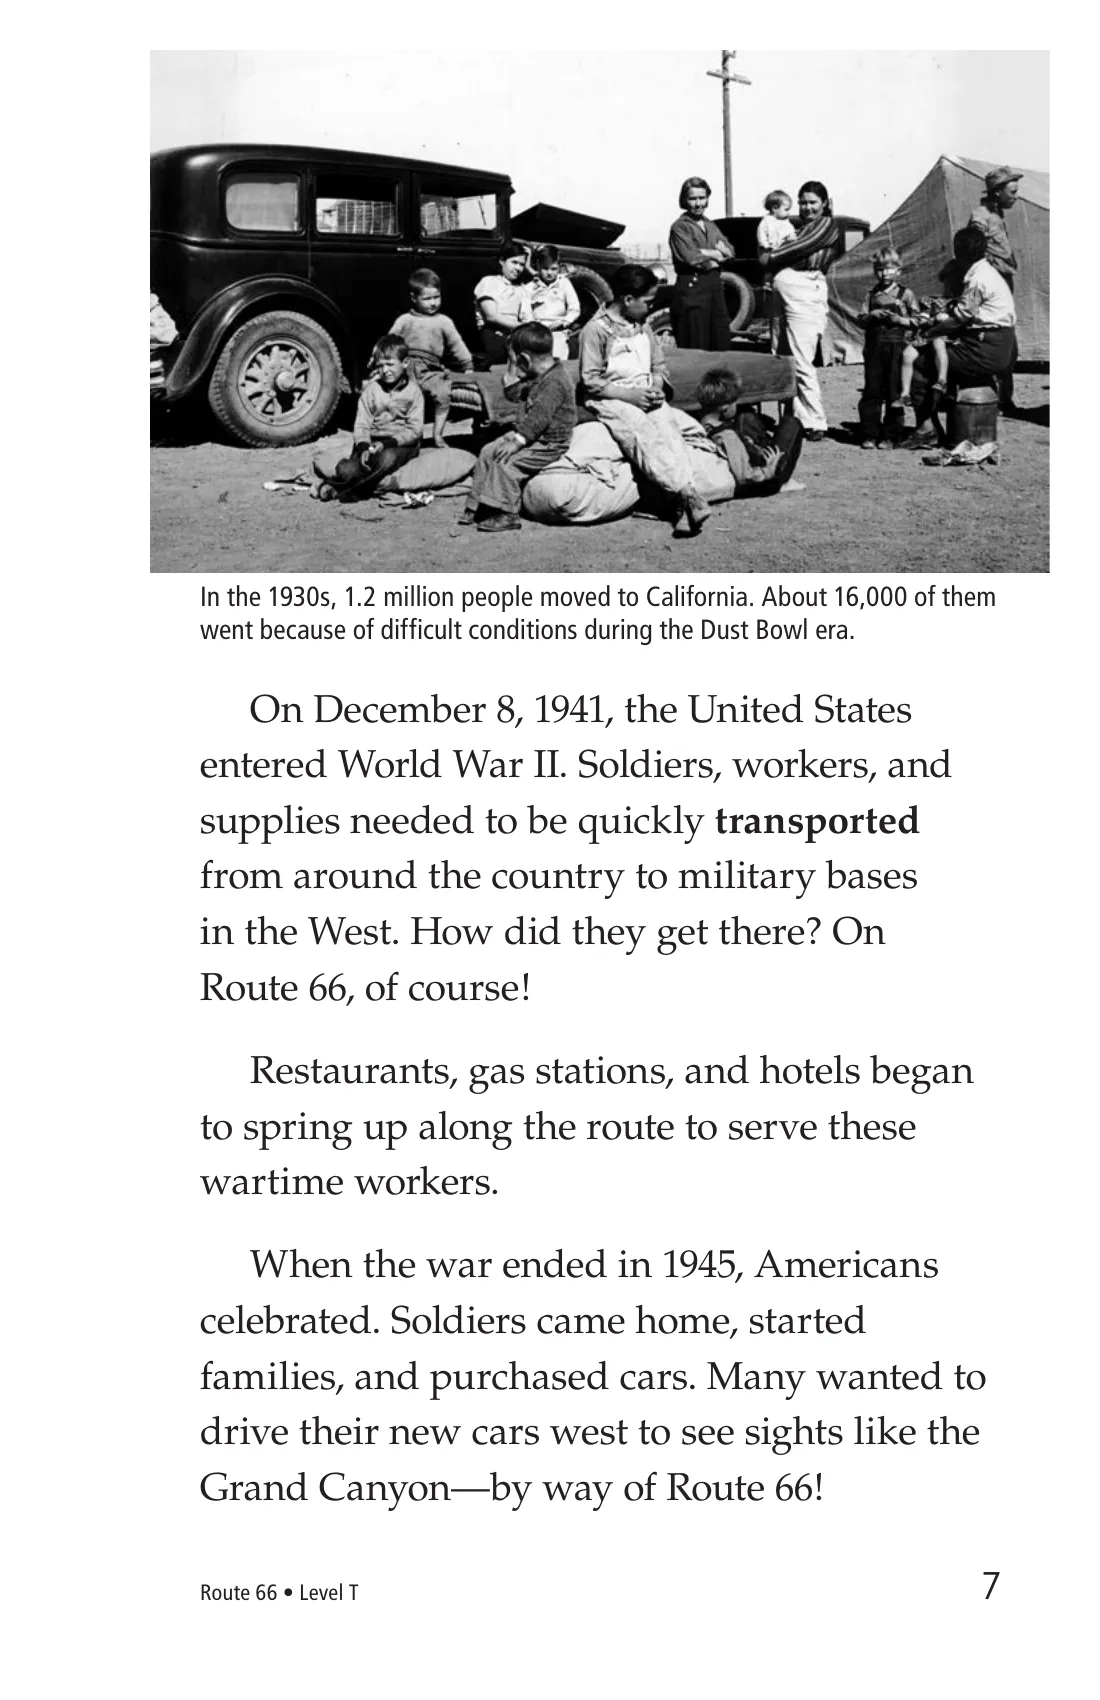 In the 1930s, 1.2 million people moved to California. About 16,000 of them
went because of difficult conditions during the Dust Bowl era.
On December 8, 1941, the United States
entered World War II. Soldiers, workers, and
supplies needed to be quickly transported
from around the country to military bases
in the West. How did they get there? On
Route 66, of course!
Restaurants, gas stations, and hotels began
to spring up along the route to serve these
wartime workers.
When the war ended in 1945, Americans
celebrated. Soldiers came home, started
families, and purchased cars. Many wanted to
drive their new cars west to see sights like the
Grand Canyon—by way of Route 66!
Route 66 • Level T
7